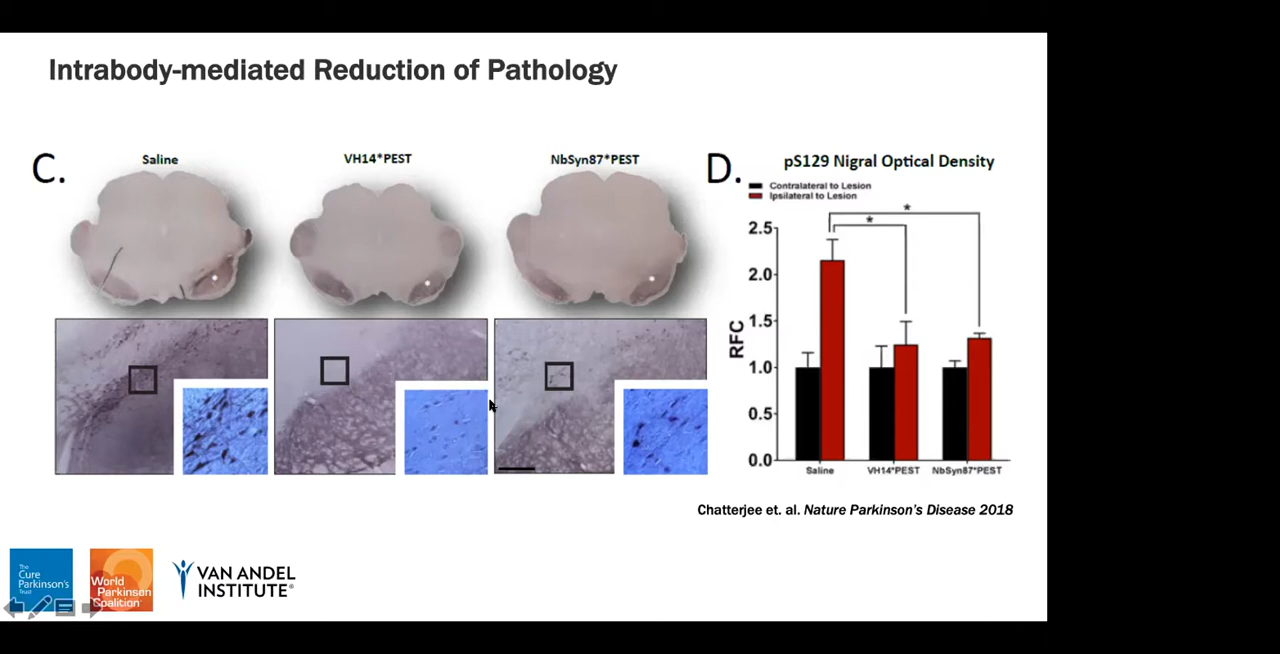 Intrabody-mediated Reduction of Pathology
C.
Saline
VH14*PEST
NbSyn87*PEST
D.
pS129 Nigral Optical Density
Contralateral to Lesion
Ipsilateral to Lesion
*
*
2.5
2.0
1.5
1.0
0.5
0.0
RFC
Saline
VH14*PEST
NbSyn87*PEST
Chatterjee et. al. Nature Parkinson's Disease 2018
The
Cure
Parkinson's
Trust
World
Parkinson
Coalition
VAN ANDEL
INSTITUTE®